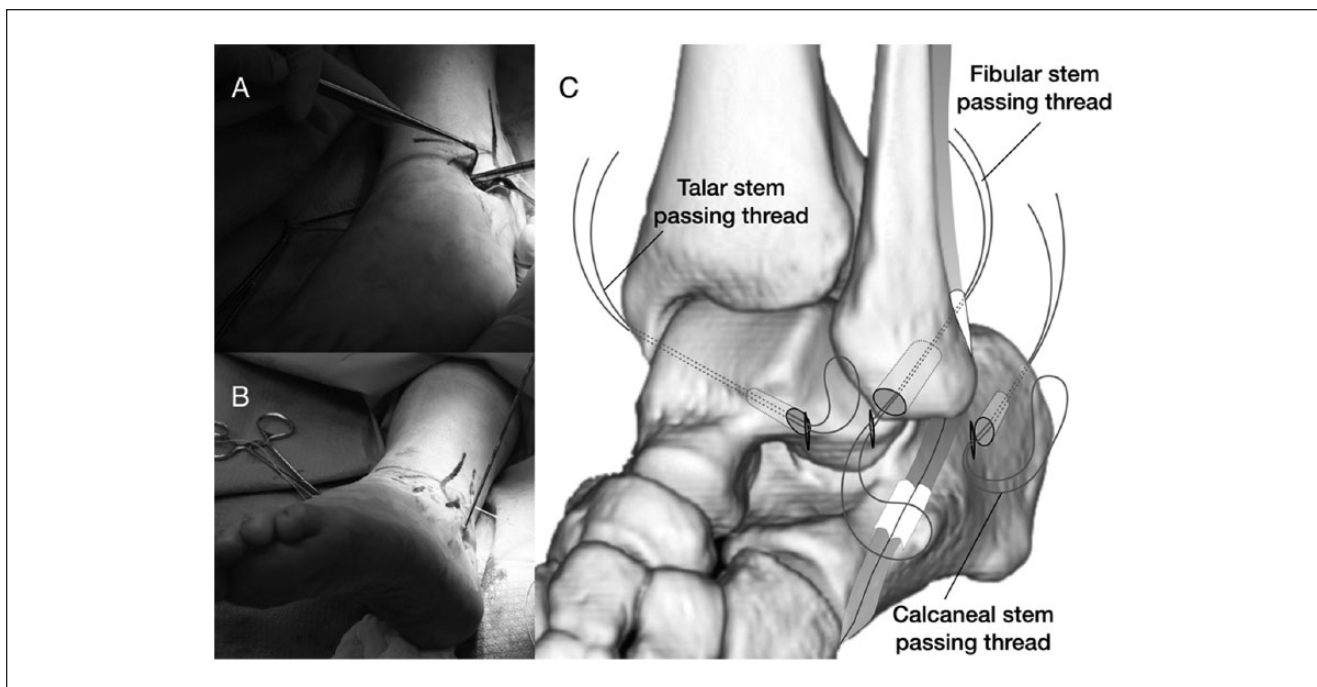 A
B
C
Fibular stem
passing thread
Talar stem
passing thread
Calcaneal stem
passing thread